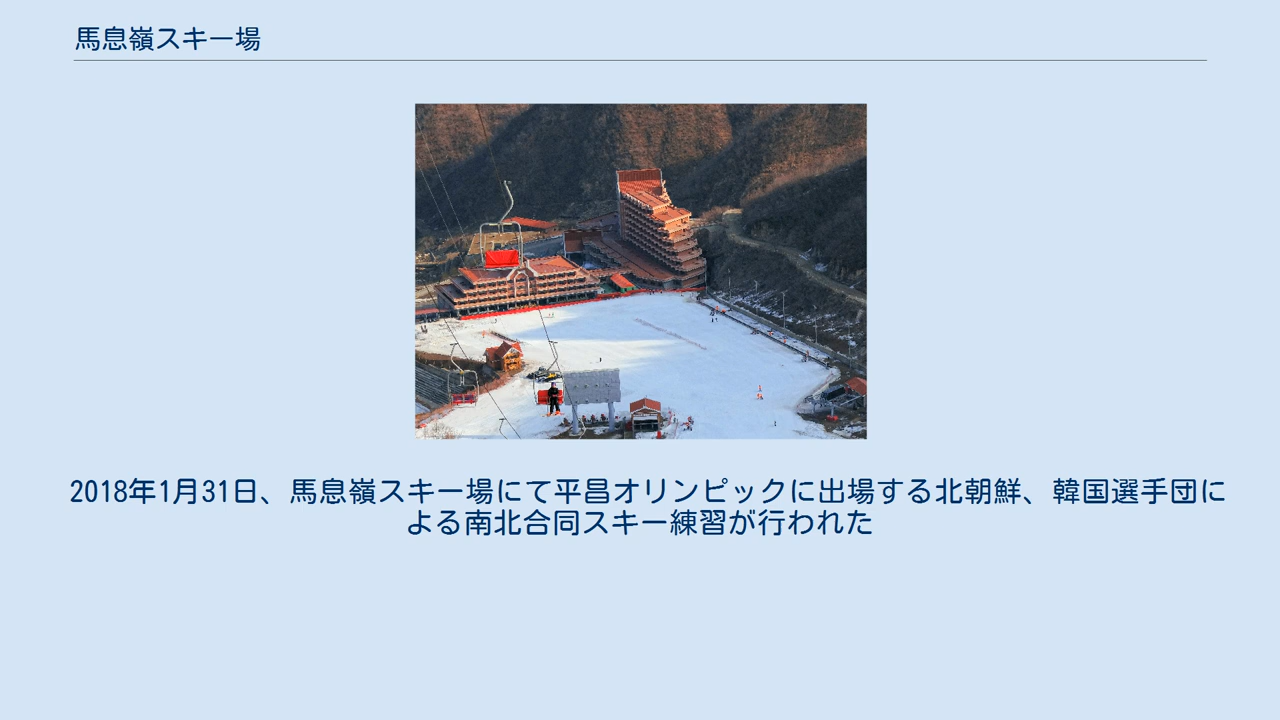 馬息嶺スキー場
2018年1月31日、馬息嶺スキー場にて平昌オリンピックに出場する北朝鮮、韓国選手団に
よる南北合同スキー練習が行われた